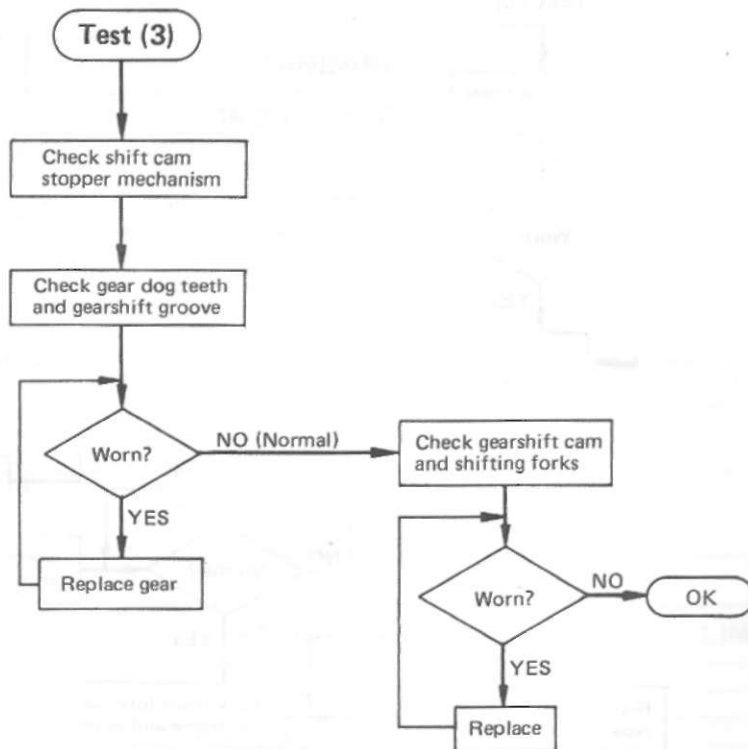 Test (3)
Check shift cam
stopper mechanism
Check gear dog teeth
and gearshift groove
Worn?
NO (Normal)
Check gearshift cam
and shifting forks
YES
Replace gear
Worn?
NO
OK
YES
Replace